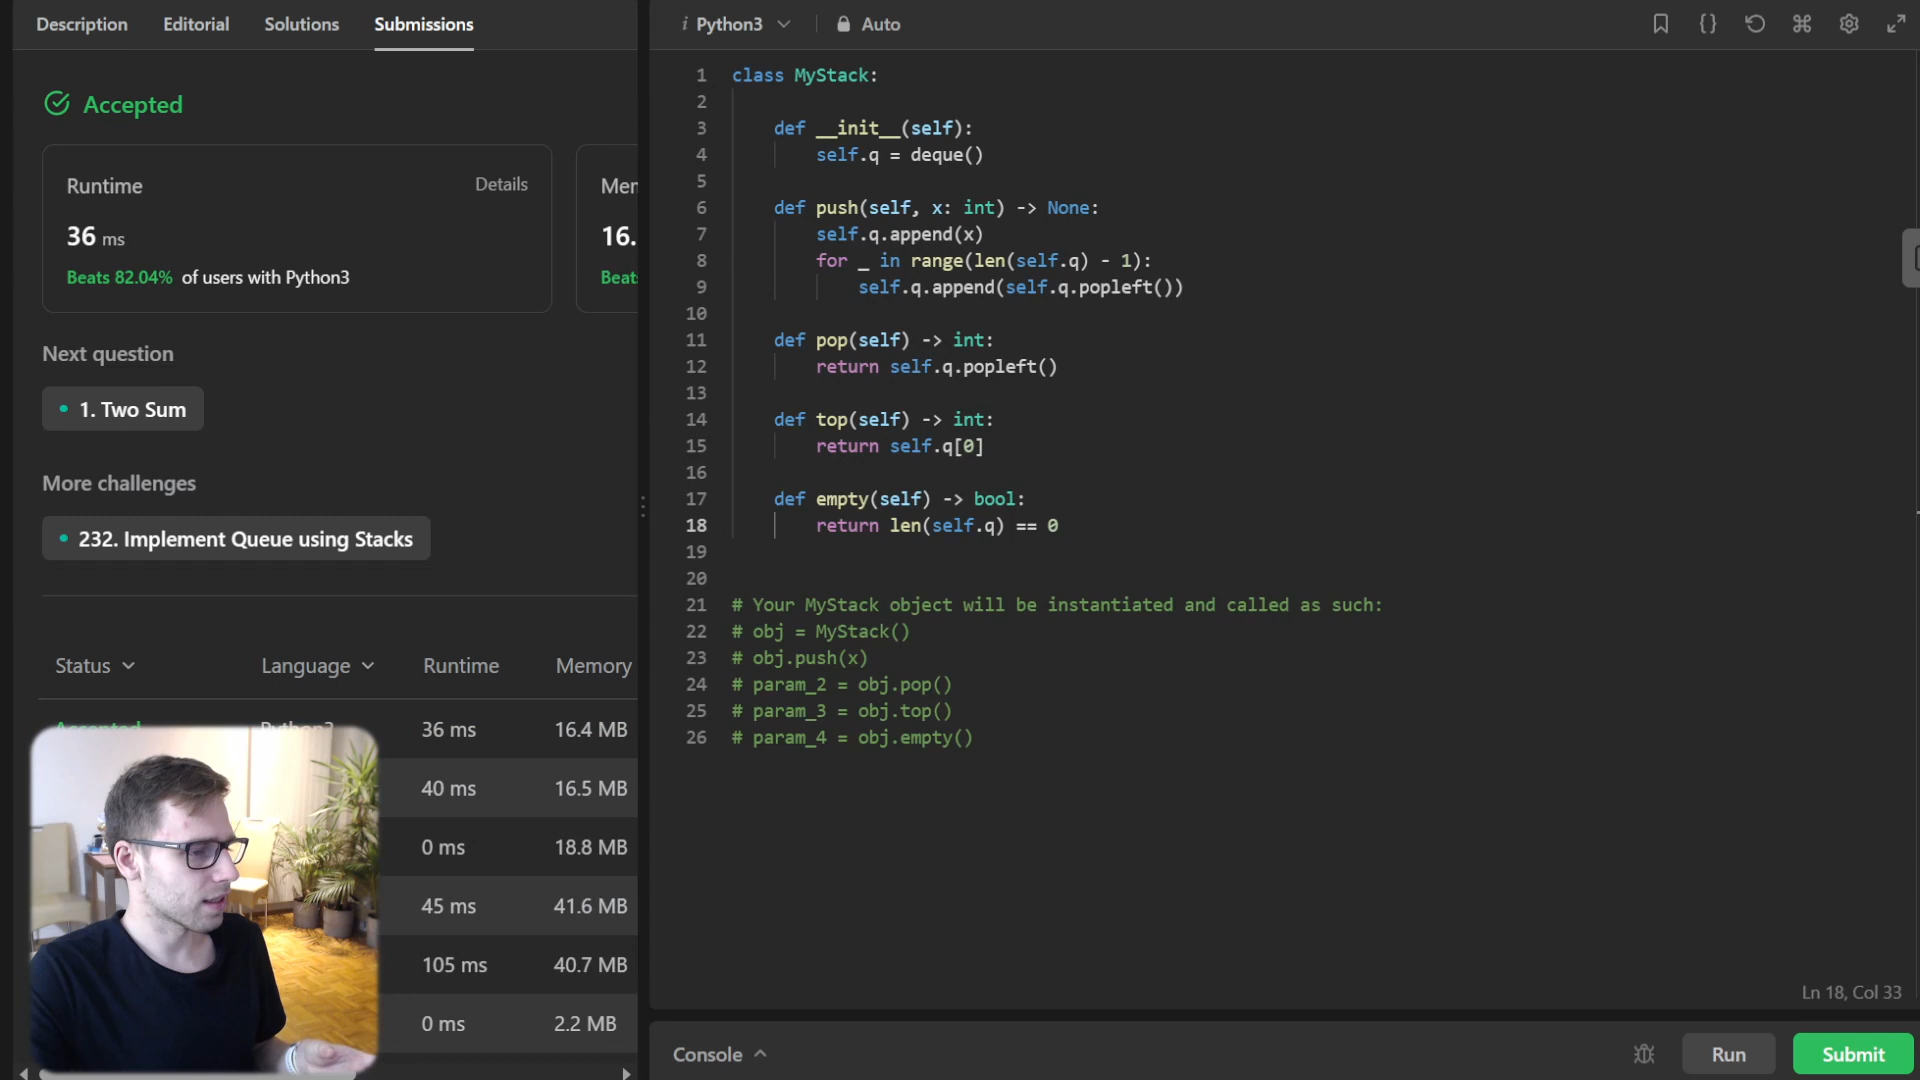 Description Editorial Solutions Submissions
Accepted
Runtime Details
36 ms
Beats 82.04% of users with Python3
16.
Next question
1. Two Sum
More challenges
232. Implement Queue using Stacks
Status Language Runtime Memory
36 ms 16.4 MB
40 ms 16.5 MB
0 ms 18.8 MB
45 ms 41.6 MB
105 ms 40.7 MB
0 ms 2.2 MB
i Python3 Auto
1 class MyStack:
2
3 def __init__(self):
4 self.q = deque()
5
6 def push(self, x: int) -> None:
7 self.q.append(x)
8 for _ in range(len(self.q) - 1):
9 self.q.append(self.q.popleft())
10
11 def pop(self) -> int:
12 return self.q.popleft()
13
14 def top(self) -> int:
15 return self.q[0]
16
17 def empty(self) -> bool:
18 return len(self.q) == 0
19
20
21 # Your MyStack object will be instantiated and called as such:
22 # obj = MyStack()
23 # obj.push(x)
24 # param_2 = obj.pop()
25 # param_3 = obj.top()
26 # param_4 = obj.empty()
Ln 18, Col 33
Console Run Submit